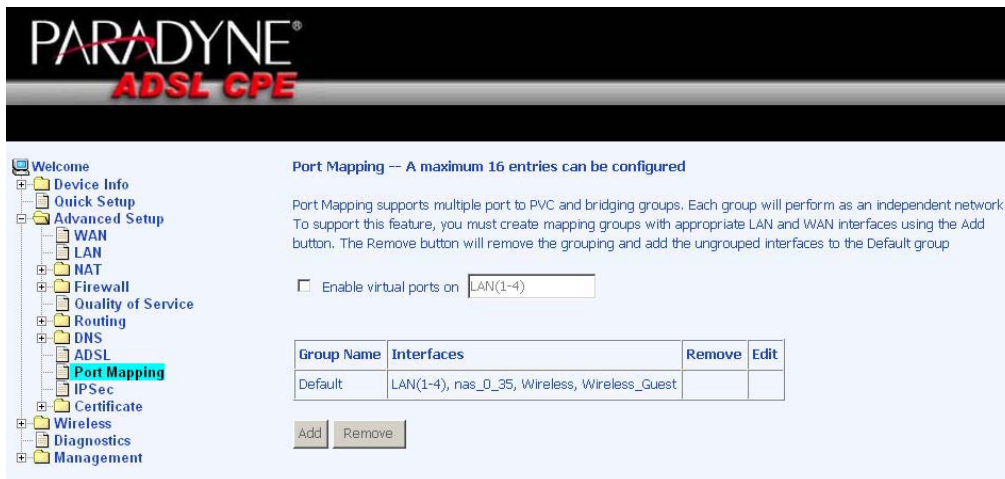 PARADYNE®
ADSL CPE
Welcome
Device Info
Quick Setup
Advanced Setup
WAN
LAN
NAT
Firewall
Quality of Service
Routing
DNS
ADSL
Port Mapping
IPSec
Certificate
Wireless
Diagnostics
Management
Port Mapping -- A maximum 16 entries can be configured
Port Mapping supports multiple port to PVC and bridging groups. Each group will perform as an independent network
To support this feature, you must create mapping groups with appropriate LAN and WAN interfaces using the Add
button. The Remove button will remove the grouping and add the ungrouped interfaces to the Default group
Enable virtual ports on LAN(1-4)
Group Name Interfaces Remove Edit
Default LAN(1-4), nas_0_35, Wireless, Wireless_Guest
Add Remove